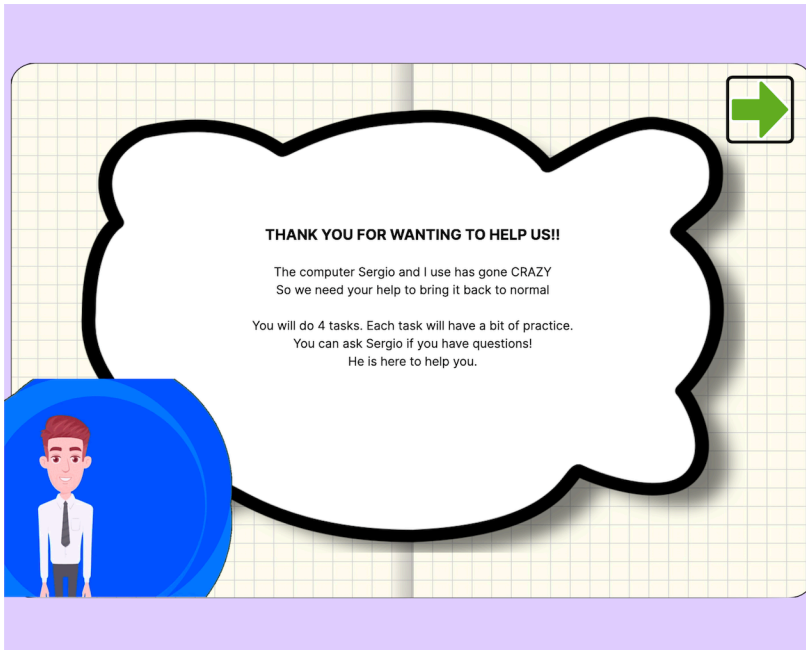 THANK YOU FOR WANTING TO HELP US!!
The computer Sergio and I use has gone CRAZY
So we need your help to bring it back to normal
You will do 4 tasks. Each task will have a bit of practice.
You can ask Sergio if you have questions!
He is here to help you.